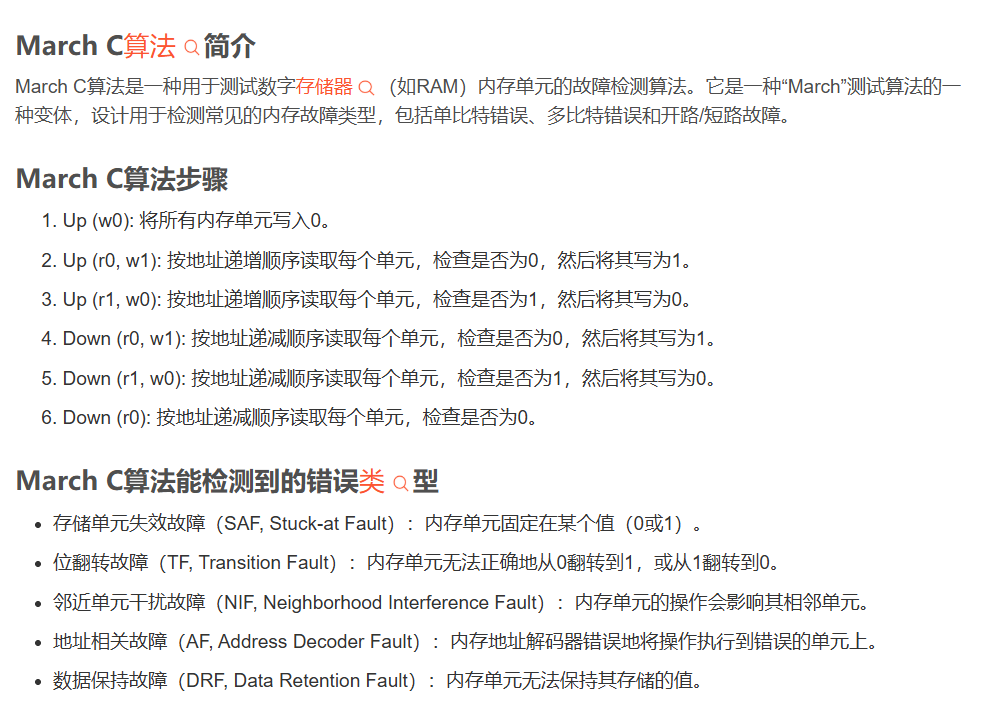 March C算法简介
March C算法是一种用于测试数字存储器（如RAM）内存单元的故障检测算法。它是一种“March”测试算法的一
种变体，设计用于检测常见的内存故障类型，包括单比特错误、多比特错误和开路/短路故障。
March C算法步骤
1. Up (w0): 将所有内存单元写入0。
2. Up (r0, w1): 按地址递增顺序读取每个单元，检查是否为0，然后将其写为1。
3. Up (r1, w0): 按地址递增顺序读取每个单元，检查是否为1，然后将其写为0。
4. Down (r0, w1): 按地址递减顺序读取每个单元，检查是否为0，然后将其写为1。
5. Down (r1, w0): 按地址递减顺序读取每个单元，检查是否为1，然后将其写为0。
6. Down (r0): 按地址递减顺序读取每个单元，检查是否为0。
March C算法能检测到的错误类型
• 存储单元失效故障（SAF, Stuck-at Fault）：内存单元固定在某个值（0或1）。
• 位翻转故障（TF, Transition Fault）：内存单元无法正确地从0翻转到1，或从1翻转到0。
• 邻近单元干扰故障（NIF, Neighborhood Interference Fault）：内存单元的操作会影响其相邻单元。
• 地址相关故障（AF, Address Decoder Fault）：内存地址解码器错误地将操作执行到错误的单元上。
• 数据保持故障（DRF, Data Retention Fault）：内存单元无法保持其存储的值。